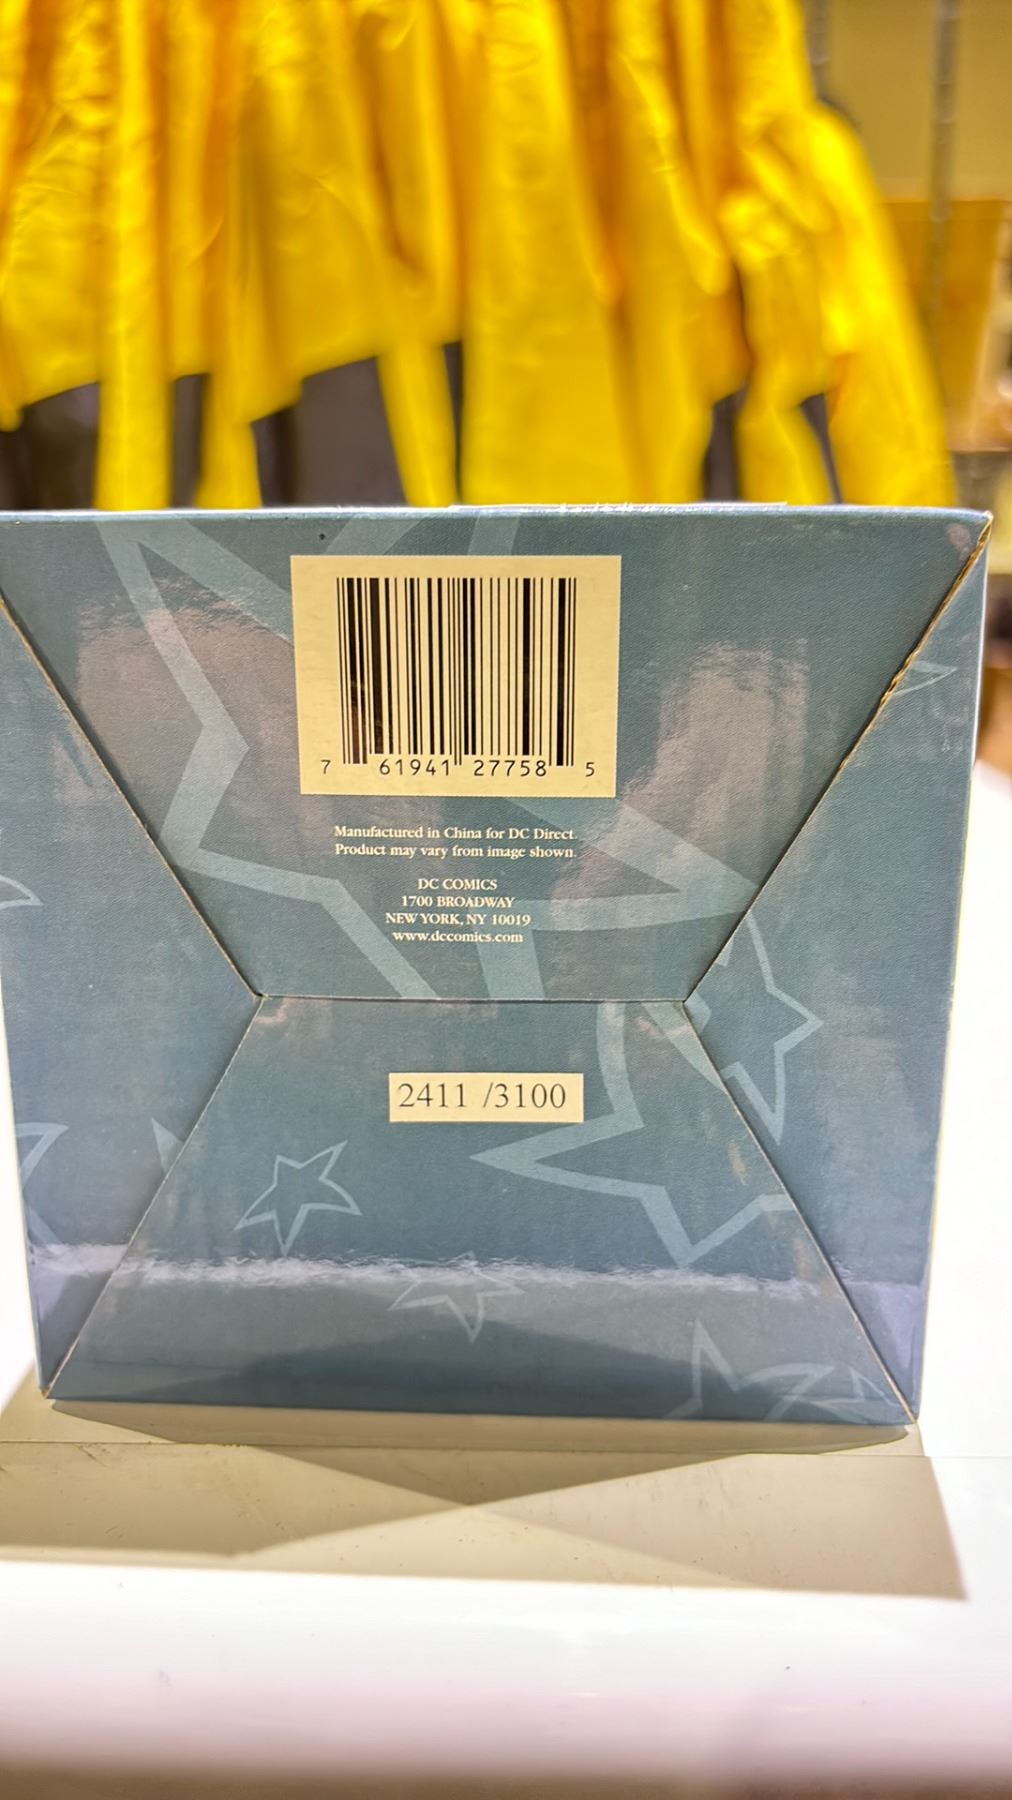 7 61941 27758 5
Manufactured in China for DC Direct.
Product may vary from image shown.
DC COMICS
1700 BROADWAY
NEW YORK, NY 10019
www.dccomics.com
2411 /3100